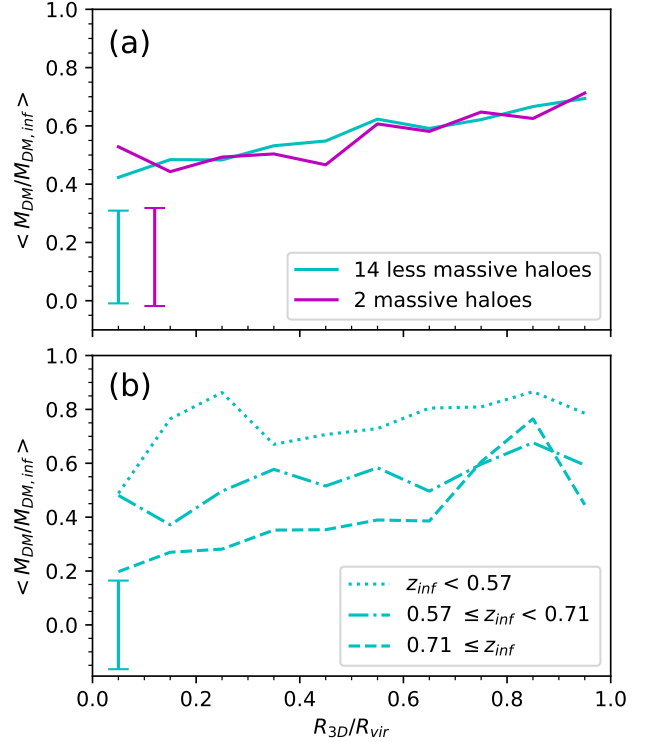 (a)
1.0
0.8
0.6
0.4
0.2
0.0
< M_DM/M_DM,inf >
14 less massive haloes
2 massive haloes
(b)
1.0
0.8
0.6
0.4
0.2
0.0
< M_DM/M_DM,inf >
z_inf < 0.57
0.57 ≤ z_inf < 0.71
0.71 ≤ z_inf
0.0 0.2 0.4 0.6 0.8 1.0
R_3D/R_vir